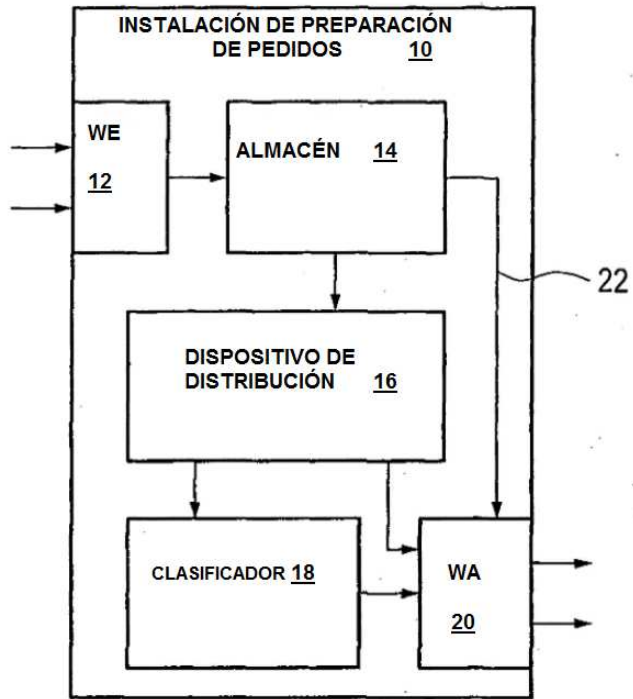 INSTALACIÓN DE PREPARACIÓN
DE PEDIDOS 10
WE
12
ALMACÉN 14
22
DISPOSITIVO DE
DISTRIBUCIÓN 16
CLASIFICADOR 18
WA
20